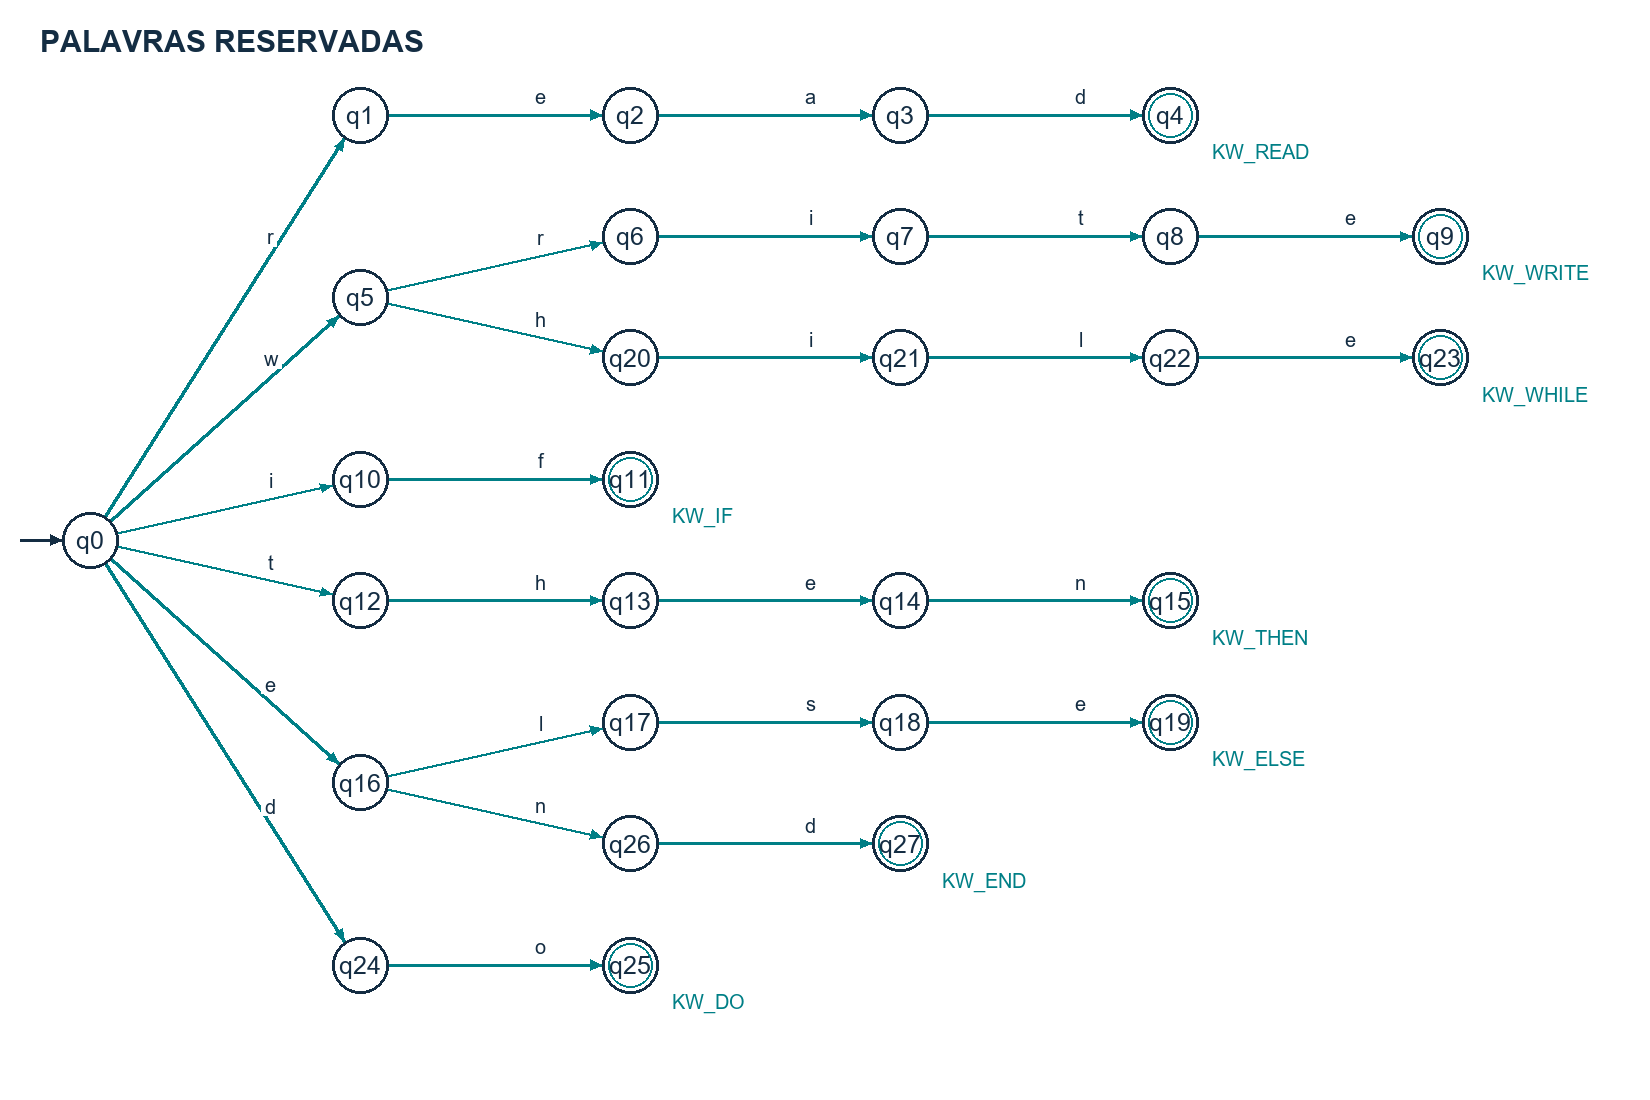 PALAVRAS RESERVADAS
q1 e q2 a q3 d q4
KW_READ
r
q6 i q7 t q8 e q9
r
KW_WRITE
q5
w
h
q20 i q21 l q22 e q23
KW_WHILE
i
q10 f q11
KW_IF
q0
t
q12 h q13 e q14 n q15
KW_THEN
e
l
q17 s q18 e q19
KW_ELSE
q16
n
q26 d q27
d
KW_END
q24 o q25
KW_DO